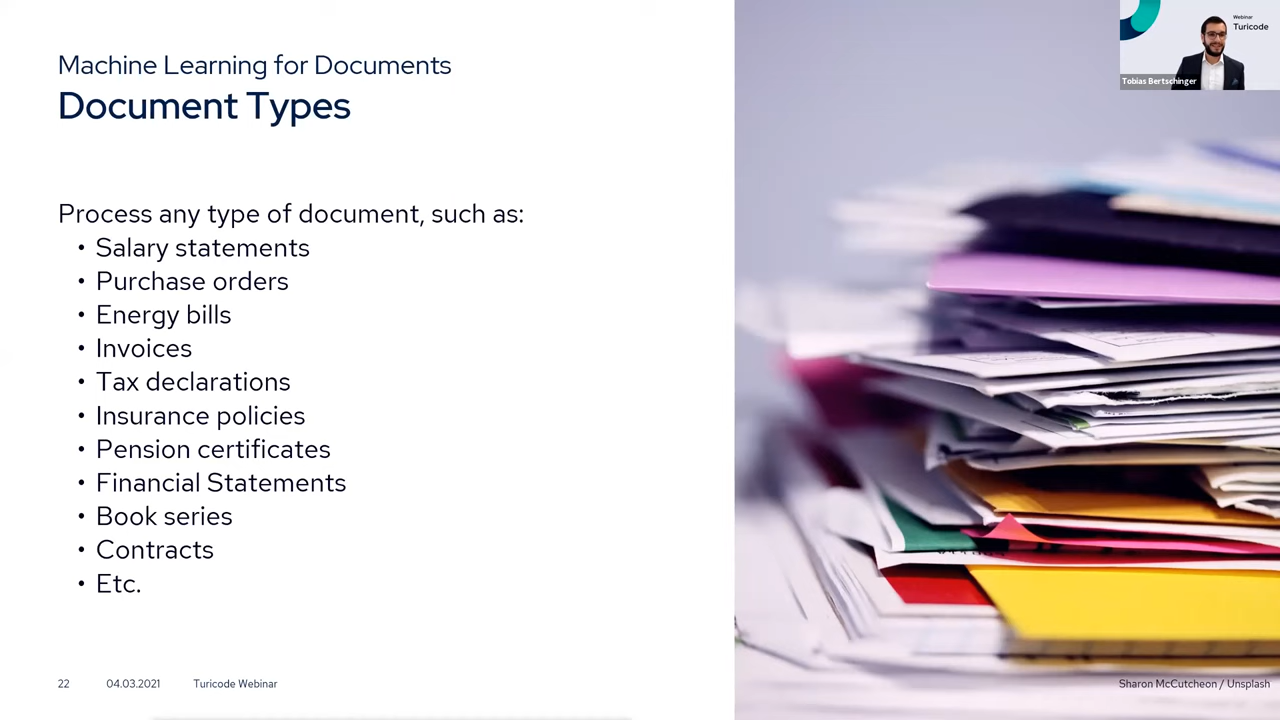 Machine Learning for Documents
Document Types
Process any type of document, such as:
• Salary statements
• Purchase orders
• Energy bills
• Invoices
• Tax declarations
• Insurance policies
• Pension certificates
• Financial Statements
• Book series
• Contracts
• Etc.
22 04.03.2021 Turicode Webinar
Webinar
Turicode
Tobias Bertschinger
Sharon McCutcheon / Unsplash